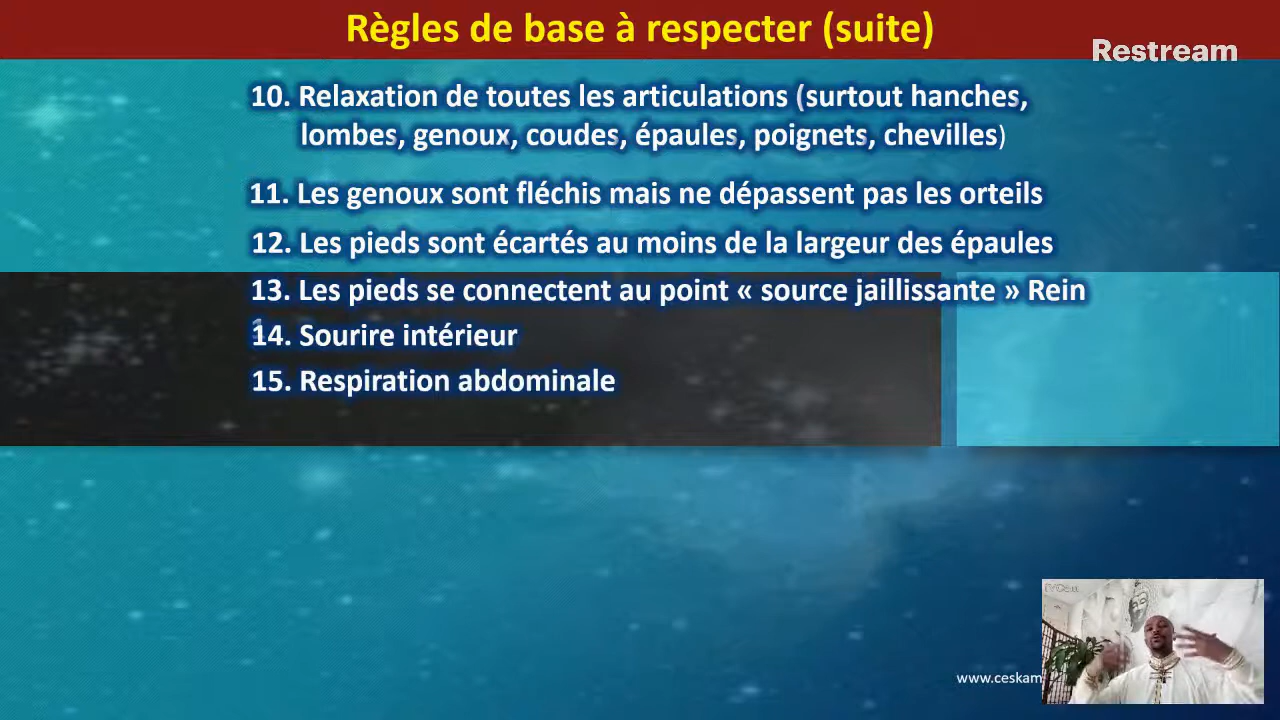 Règles de base à respecter (suite)
Restream
10. Relaxation de toutes les articulations (surtout hanches,
lombes, genoux, coudes, épaules, poignets, chevilles)
11. Les genoux sont fléchis mais ne dépassent pas les orteils
12. Les pieds sont écartés au moins de la largeur des épaules
13. Les pieds se connectent au point « source jaillissante » Rein
1
14. Sourire intérieur
15. Respiration abdominale
www.ceskam